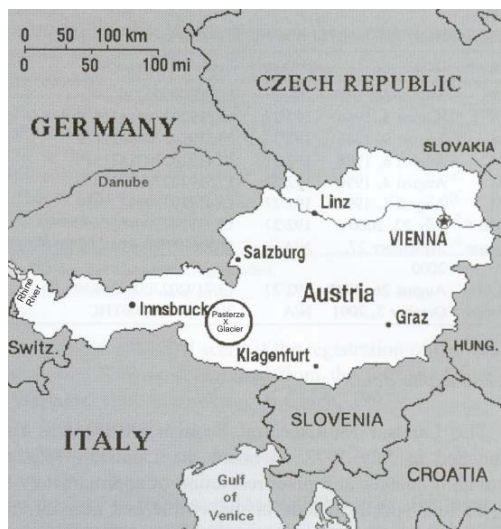 0 50 100 km
0 50 100 mi
CZECH REPUBLIC
GERMANY
SLOVAKIA
Danube
Linz
VIENNA
Salzburg
Rhine
River
Austria
Innsbruck
Pasterze
X
Glacier
Graz
Switz.
HUNG.
Klagenfurt
SLOVENIA
ITALY
CROATIA
Gulf
of
Venice